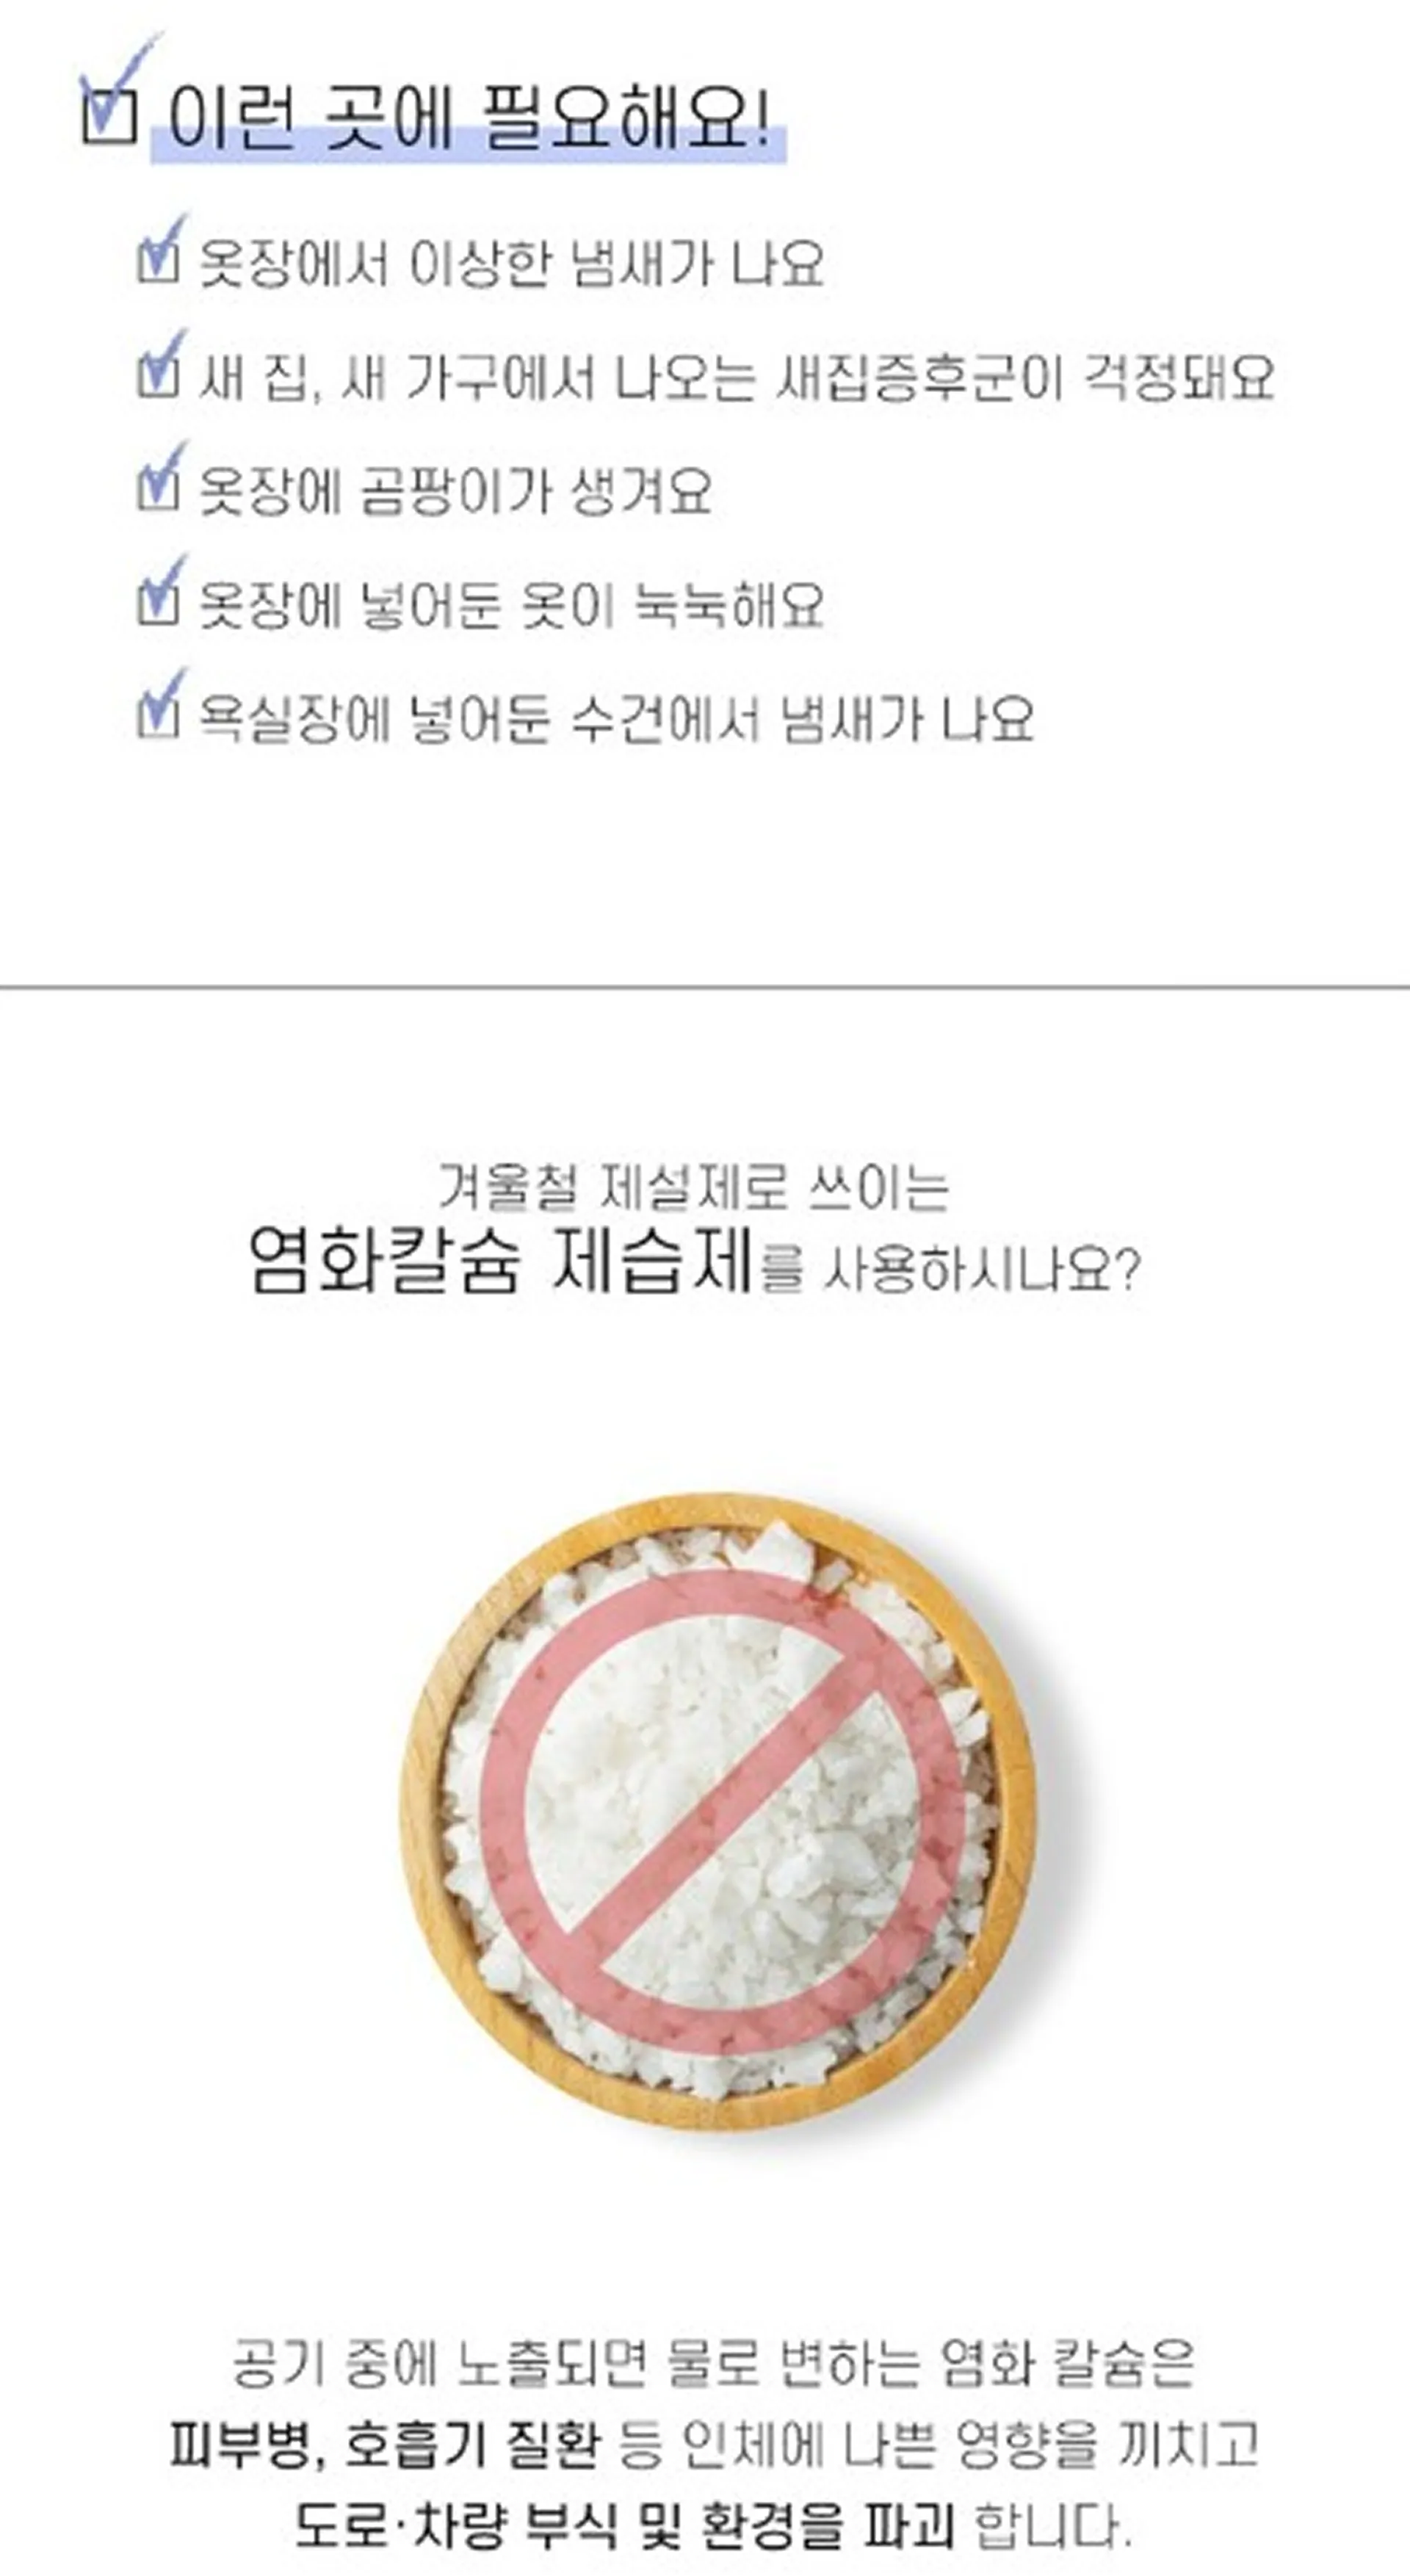 이런 곳에 필요해요!
옷장에서 이상한 냄새가 나요
새 집, 새 가구에서 나오는 새집증후군이 걱정돼요
옷장에 곰팡이가 생겨요
옷장에 넣어둔 옷이 눅눅해요
욕실장에 넣어둔 수건에서 냄새가 나요
겨울철 제설제로 쓰이는
염화칼슘 제습제를 사용하시나요?
공기 중에 노출되면 물로 변하는 염화 칼슘은
피부병, 호흡기 질환 등 인체에 나쁜 영향을 끼치고
도로·차량 부식 및 환경을 파괴 합니다.